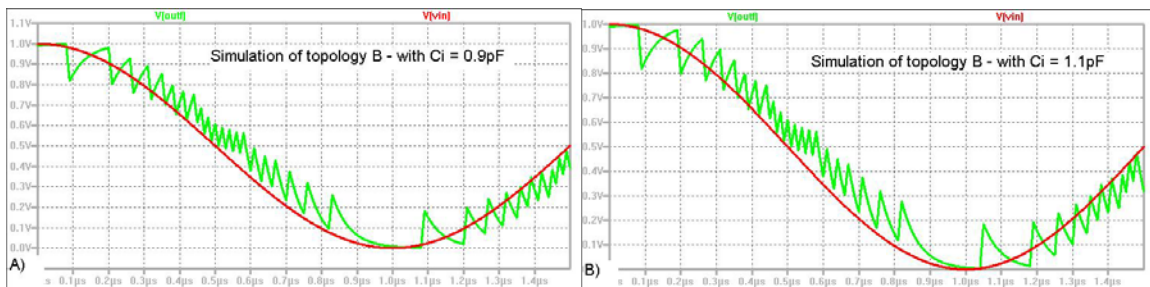 V[outf] V[vin]
1.1V
1.0V
Simulation of topology B - with Ci = 0.9pF
0.9V
0.8V
0.7V
0.6V
0.5V
0.4V
0.3V
0.2V
0.1V
0.0V
A)
s 0.1µs 0.2µs 0.3µs 0.4µs 0.5µs 0.6µs 0.7µs 0.8µs 0.9µs 1.0µs 1.1µs 1.2µs 1.3µs 1.4µs
V[outf] V[vin]
1.0V
0.9V
Simulation of topology B - with Ci = 1.1pF
0.8V
0.7V
0.6V
0.5V
0.4V
0.3V
0.2V
0.1V
B)
s 0.1µs 0.2µs 0.3µs 0.4µs 0.5µs 0.6µs 0.7µs 0.8µs 0.9µs 1.0µs 1.1µs 1.2µs 1.3µs 1.4µs